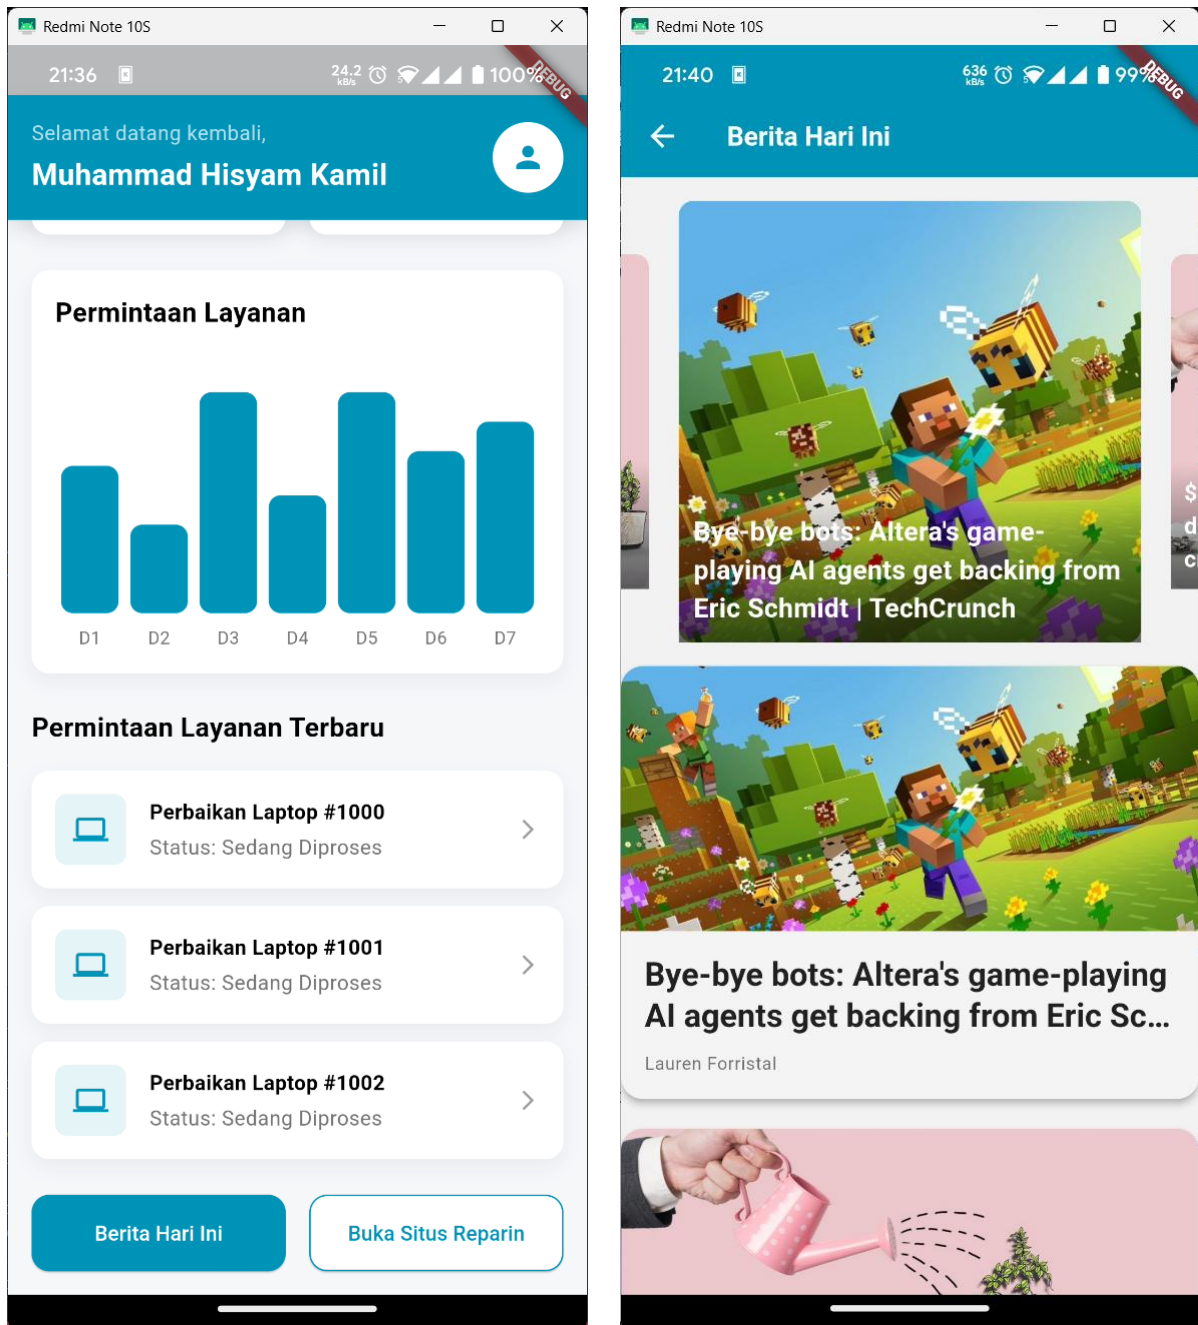 Redmi Note 10S
21:36
24.2 kB/s
100%
DEBUG
Selamat datang kembali,
Muhammad Hisyam Kamil
Permintaan Layanan
D1 D2 D3 D4 D5 D6 D7
Permintaan Layanan Terbaru
Perbaikan Laptop #1000
Status: Sedang Diproses
Perbaikan Laptop #1001
Status: Sedang Diproses
Perbaikan Laptop #1002
Status: Sedang Diproses
Berita Hari Ini
Buka Situs Reparin
Redmi Note 10S
21:40
636 kB/s
99%
DEBUG
Berita Hari Ini
Bye-bye bots: Altera's game-
playing AI agents get backing from
Eric Schmidt | TechCrunch
$
d
Bye-bye bots: Altera's game-playing
AI agents get backing from Eric Sc...
Lauren Forristal